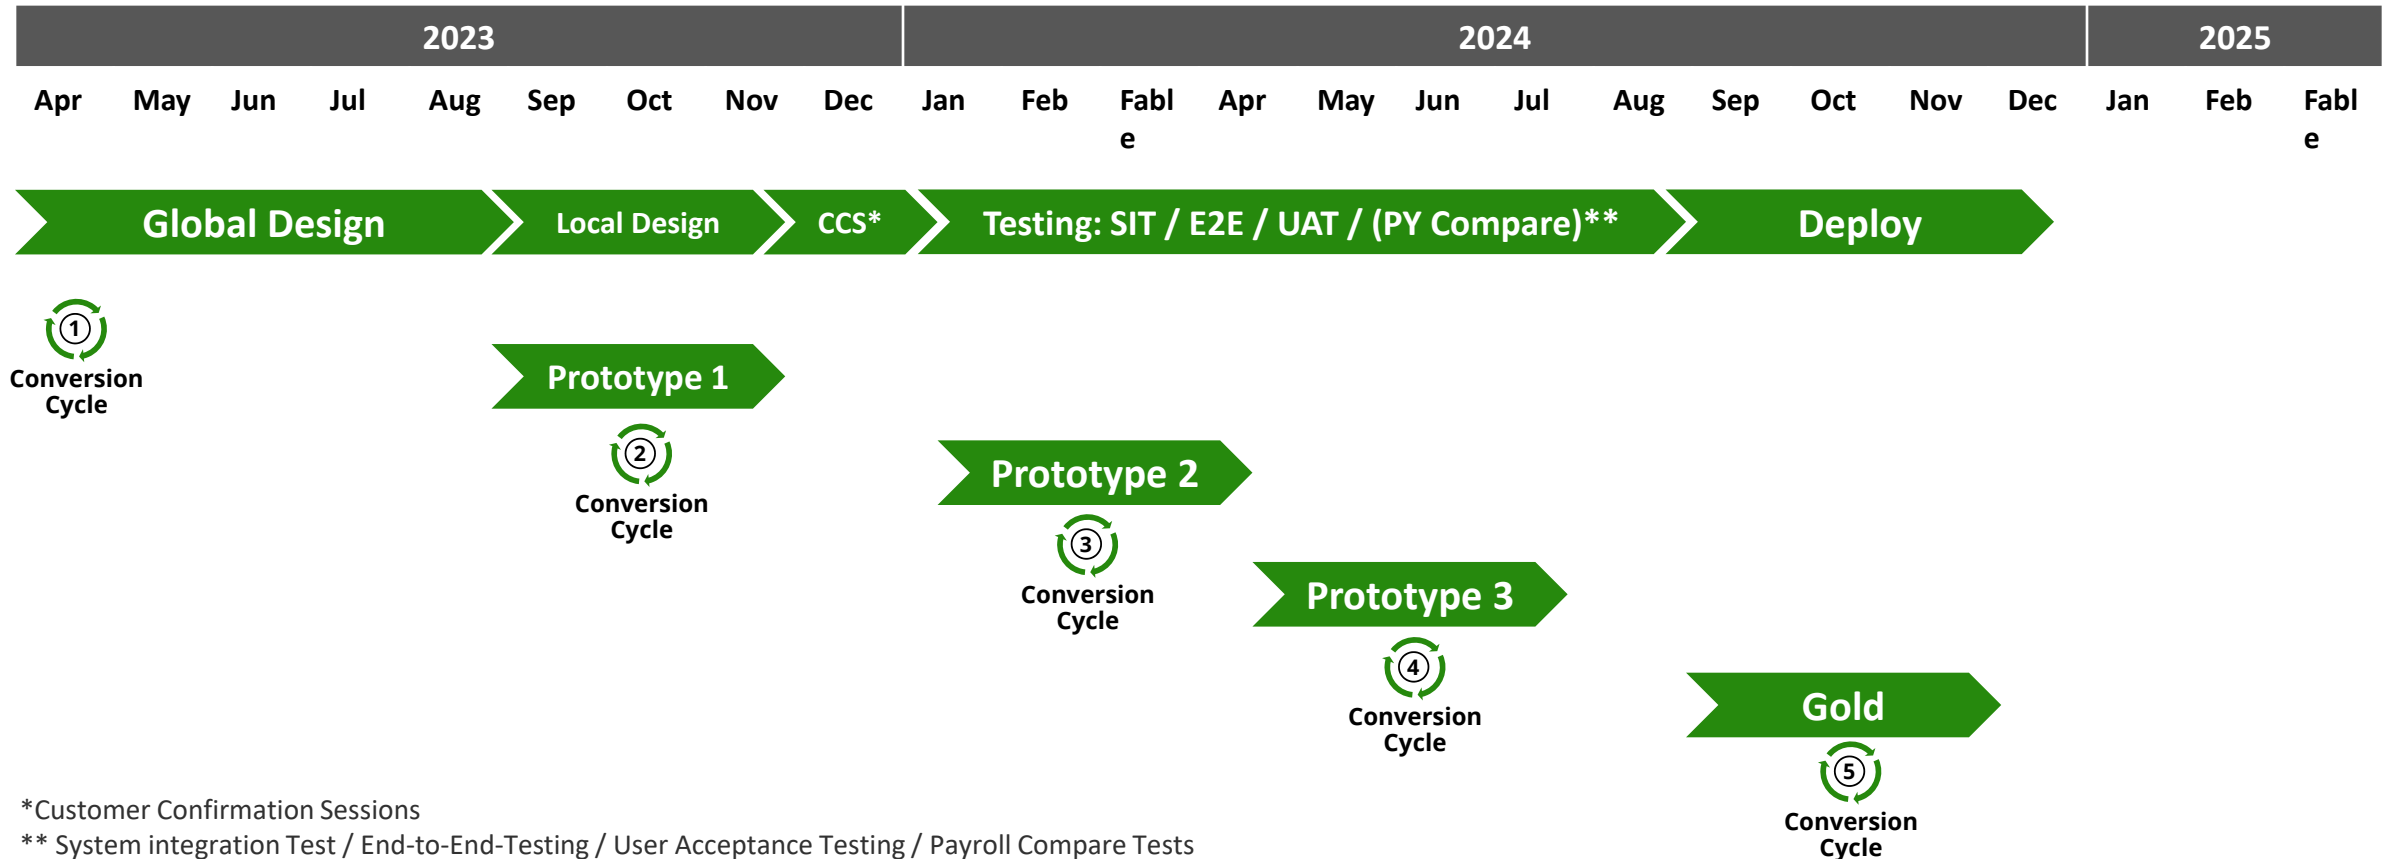 2023 2024 2025
Apr May Jun Jul Aug Sep Oct Nov Dec Jan Feb Fabl Apr May Jun Jul Aug Sep Oct Nov Dec Jan Feb Fabl
e e
Global Design Local Design CCS* Testing: SIT / E2E / UAT / (PY Compare)** Deploy
1
Conversion
Cycle
Prototype 1
2
Conversion
Cycle
Prototype 2
3
Conversion
Cycle
Prototype 3
4
Conversion
Cycle
Gold
5
Conversion
Cycle
*Customer Confirmation Sessions
** System integration Test / End-to-End-Testing / User Acceptance Testing / Payroll Compare Tests